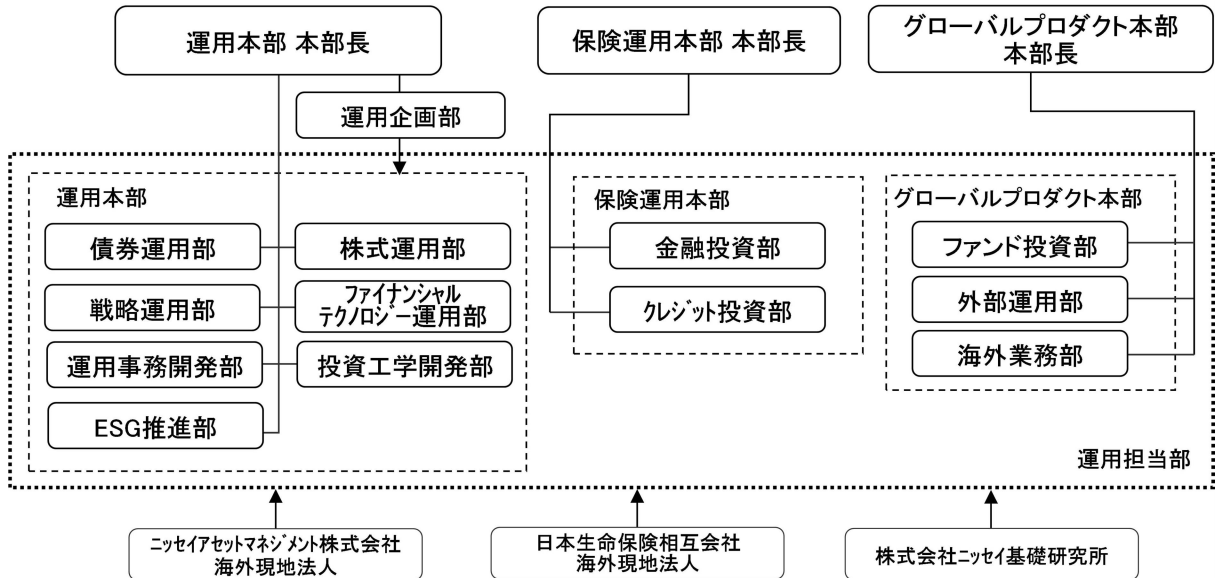 運用本部 本部長
保険運用本部 本部長
グローバルプロダクト本部
本部長
運用企画部
運用本部
債券運用部
株式運用部
戦略運用部
ファイナンシャル
テクノロジー運用部
運用事務開発部
投資工学開発部
ESG推進部
保険運用本部
金融投資部
クレジット投資部
グローバルプロダクト本部
ファンド投資部
外部運用部
海外業務部
運用担当部
ニッセイアセットマネジメント株式会社
海外現地法人
日本生命保険相互会社
海外現地法人
株式会社ニッセイ基礎研究所